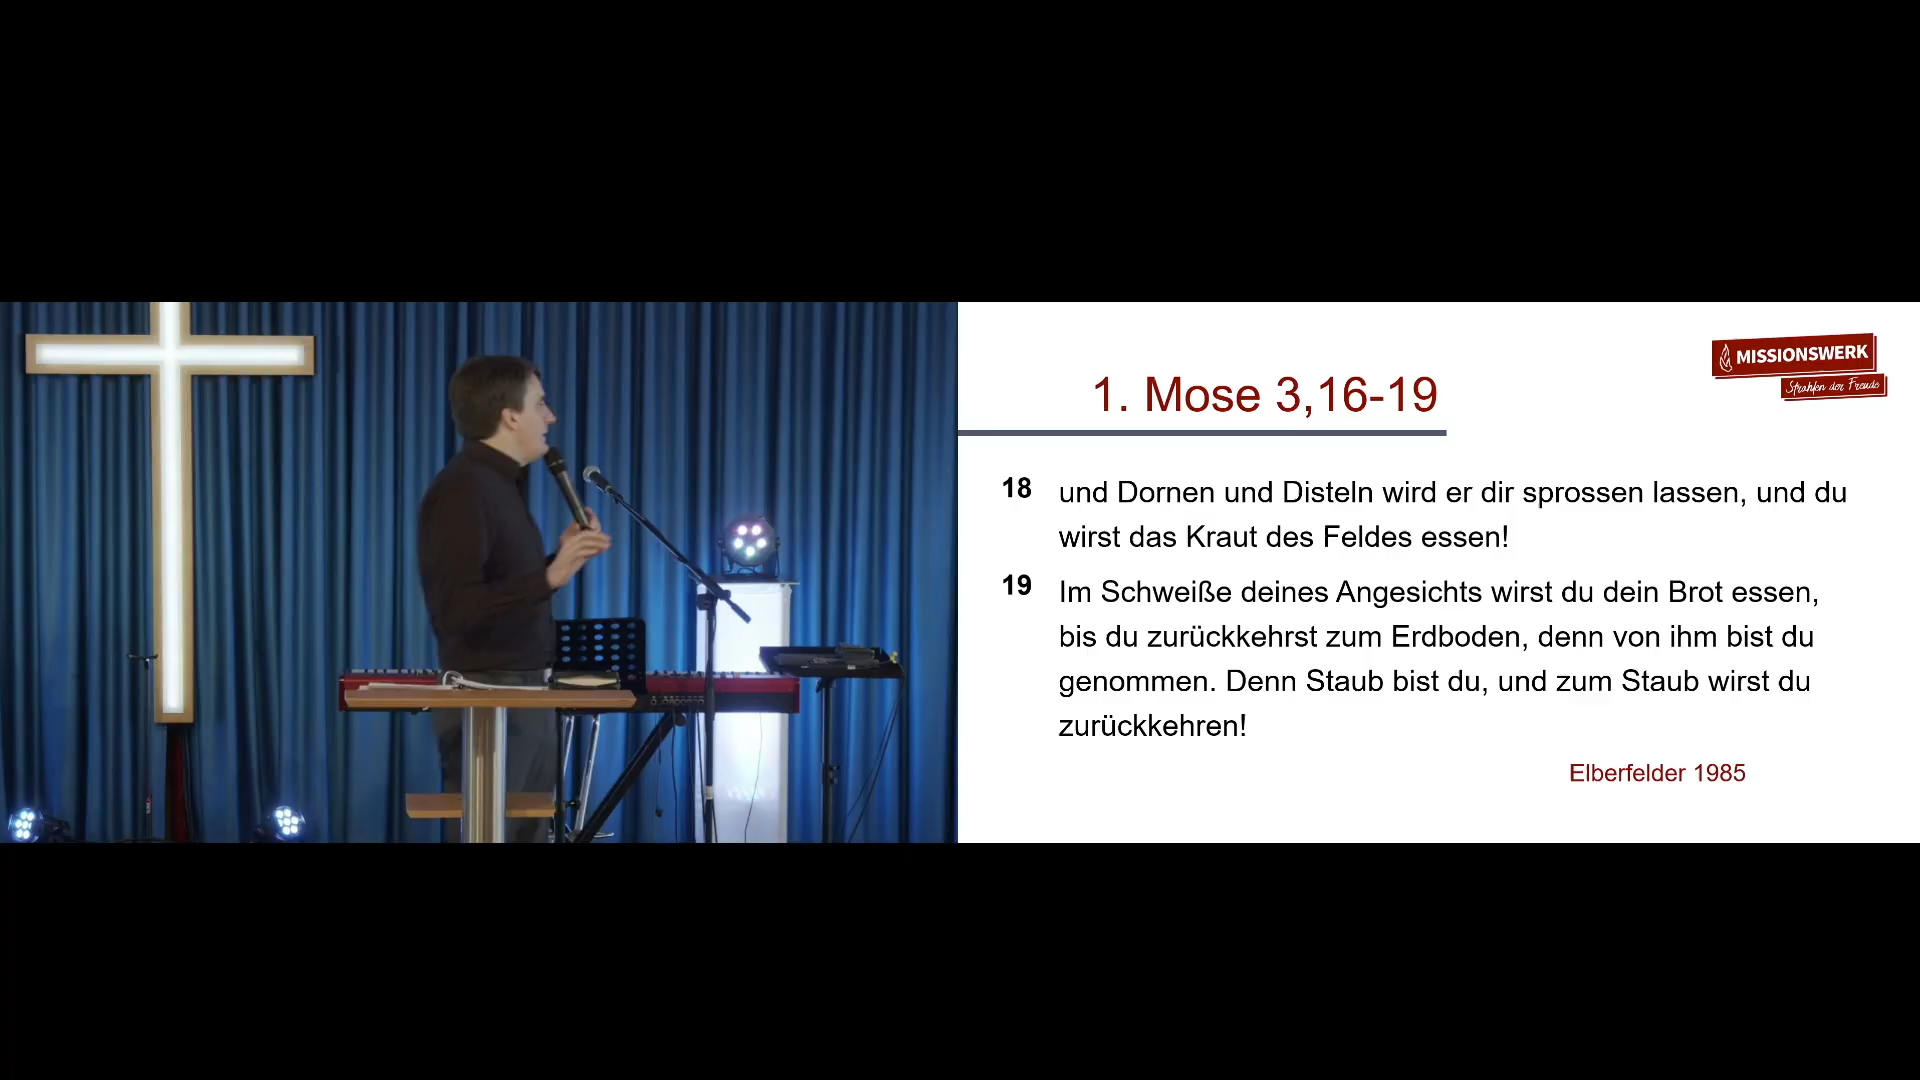 MISSIONSWERK
Strahlen der Freude
1. Mose 3,16-19
18 und Dornen und Disteln wird er dir sprossen lassen, und du
wirst das Kraut des Feldes essen!
19 Im Schweiße deines Angesichts wirst du dein Brot essen,
bis du zurückkehrst zum Erdboden, denn von ihm bist du
genommen. Denn Staub bist du, und zum Staub wirst du
zurückkehren!
Elberfelder 1985